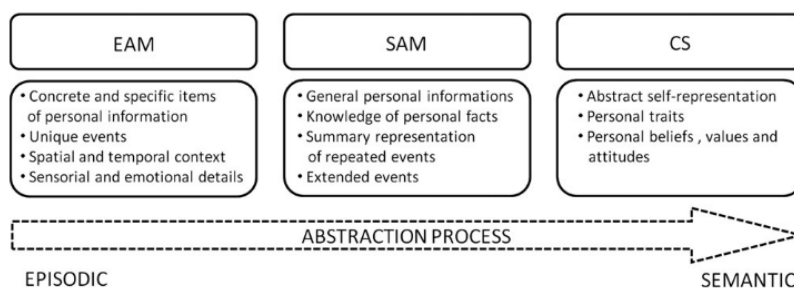 EAM
SAM
CS
• Concrete and specific items
of personal information
• Unique events
• Spatial and temporal context
• Sensorial and emotional details
• General personal informations
• Knowledge of personal facts
• Summary representation
of repeated events
• Extended events
• Abstract self-representation
• Personal traits
• Personal beliefs , values and
attitudes
ABSTRACTION PROCESS
EPISODIC
SEMANTIC